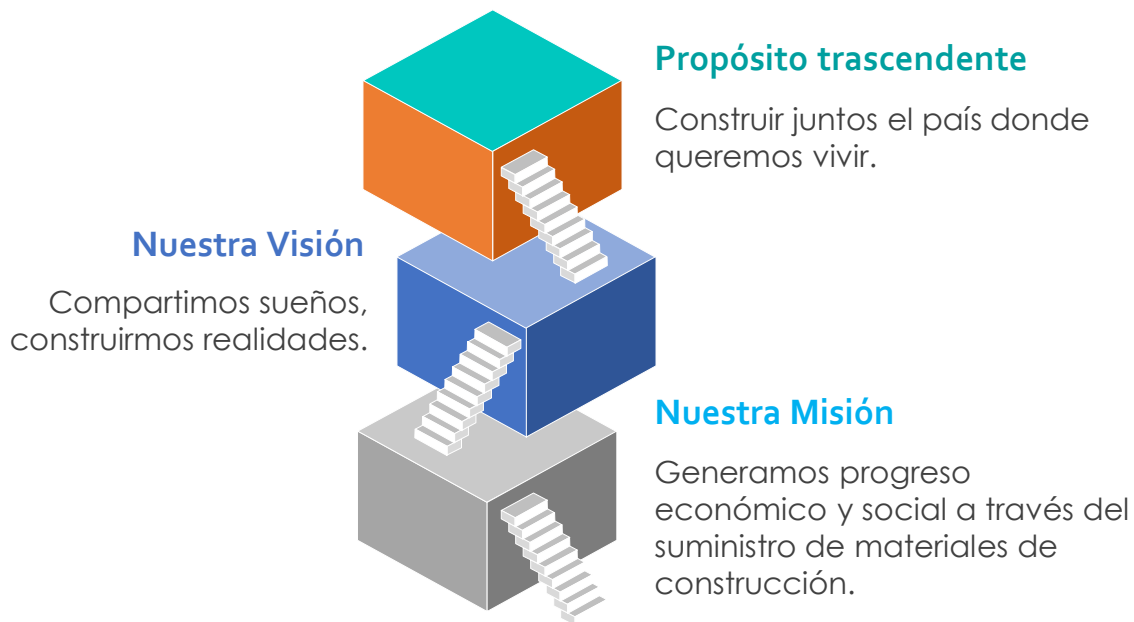 Propósito trascendente
Construir juntos el país donde
queremos vivir.
Nuestra Visión
Compartimos sueños,
construirmos realidades.
Nuestra Misión
Generamos progreso
económico y social a través del
suministro de materiales de
construcción.